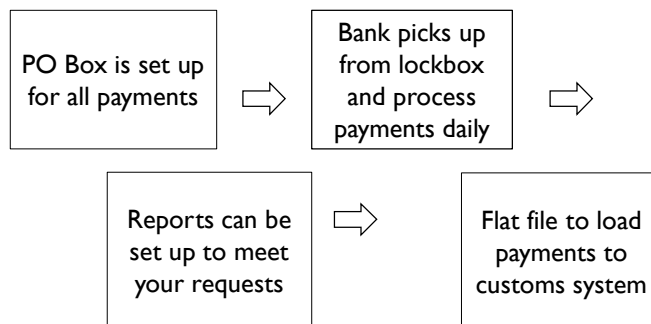 PO Box is set up
for all payments
Bank picks up
from lockbox
and process
payments daily
Reports can be
set up to meet
your requests
Flat file to load
payments to
customs system